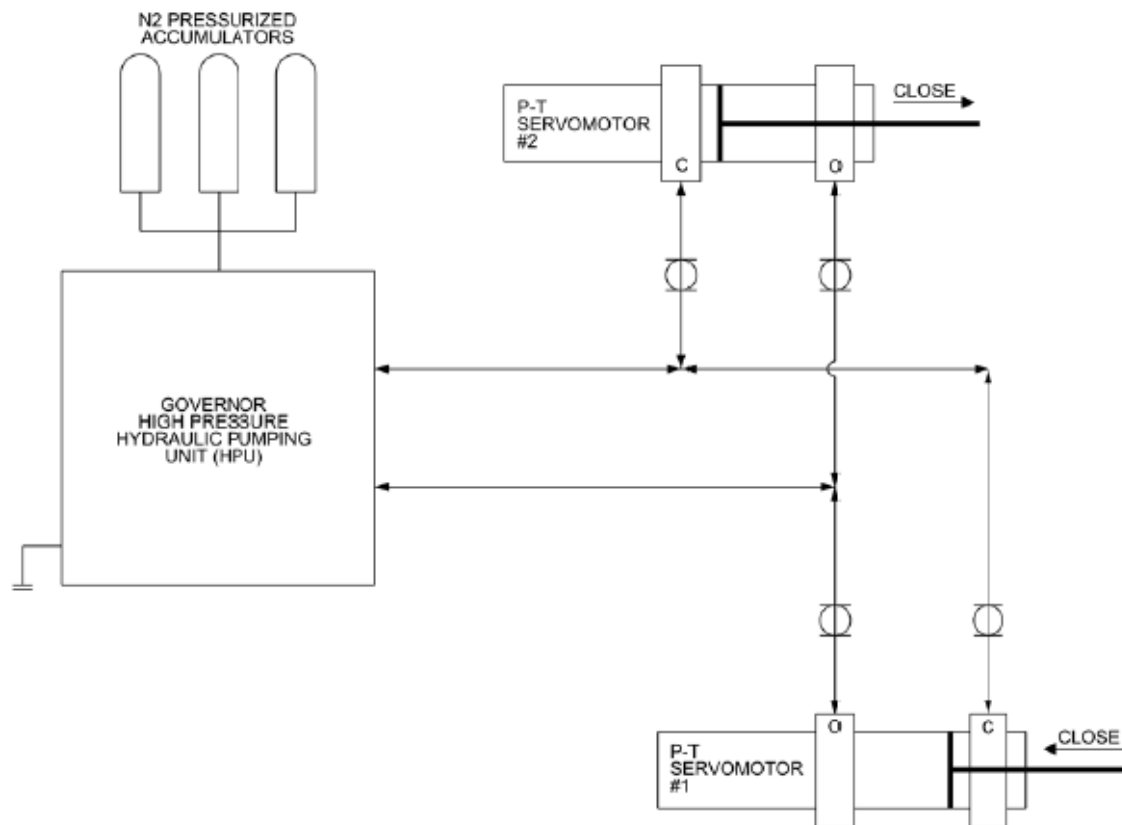 N2 PRESSURIZED
ACCUMULATORS
P-T
SERVOMOTOR
#2
CLOSE
C
O
GOVERNOR
HIGH PRESSURE
HYDRAULIC PUMPING
UNIT (HPU)
O
C
P-T
SERVOMOTOR
#1
CLOSE